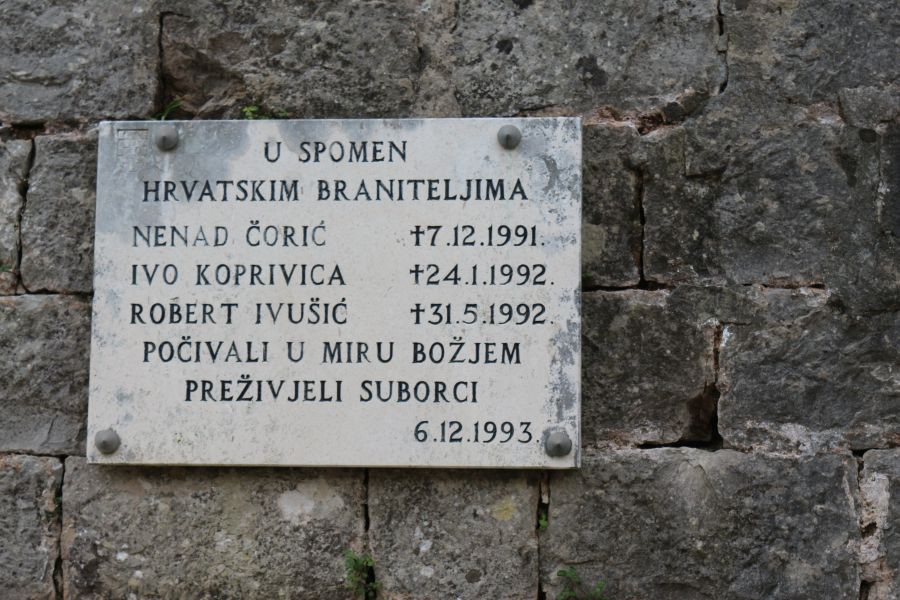 U SPOMEN
HRVATSKIM BRANITELJIMA
NENAD ČORIĆ †7.12.1991.
IVO KOPRIVICA †24.1.1992.
ROBERT IVUŠIĆ †31.5.1992.
POČIVALI U MIRU BOŽJEM
PREŽIVJELI SUBORCI
6.12.1993.